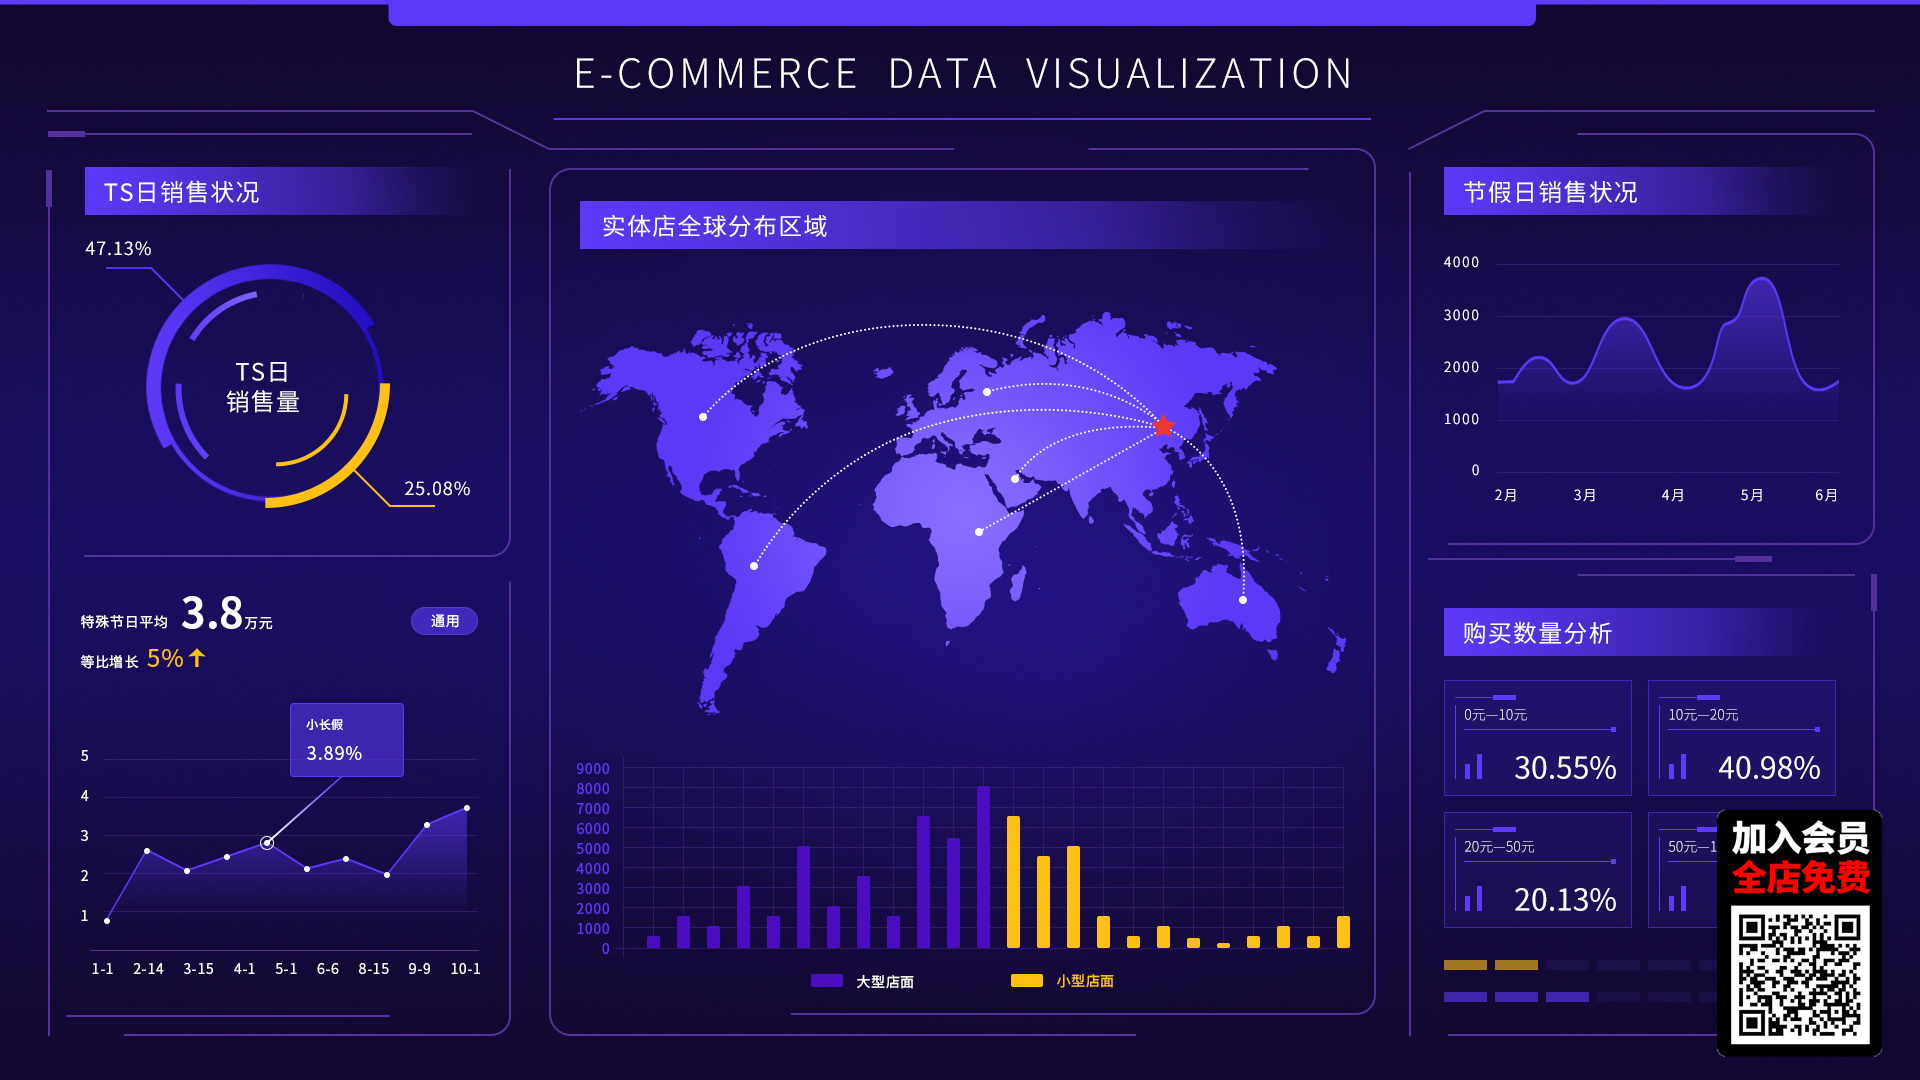 E-COMMERCE DATA VISUALIZATION
TS日销售状况
47.13%
TS日
销售量
25.08%
特殊节日平均 3.8万元
通用
等比增长 5%
小长假
3.89%
5
4
3
2
1
1-1 2-14 3-15 4-1 5-1 6-6 8-15 9-9 10-1
实体店全球分布区域
9000
8000
7000
6000
5000
4000
3000
2000
1000
0
大型店面 小型店面
节假日销售状况
4000
3000
2000
1000
0
2月 3月 4月 5月 6月
购买数量分析
0元—10元
30.55%
10元—20元
40.98%
20元—50元
20.13%
50元—1
加入会员
全店免费